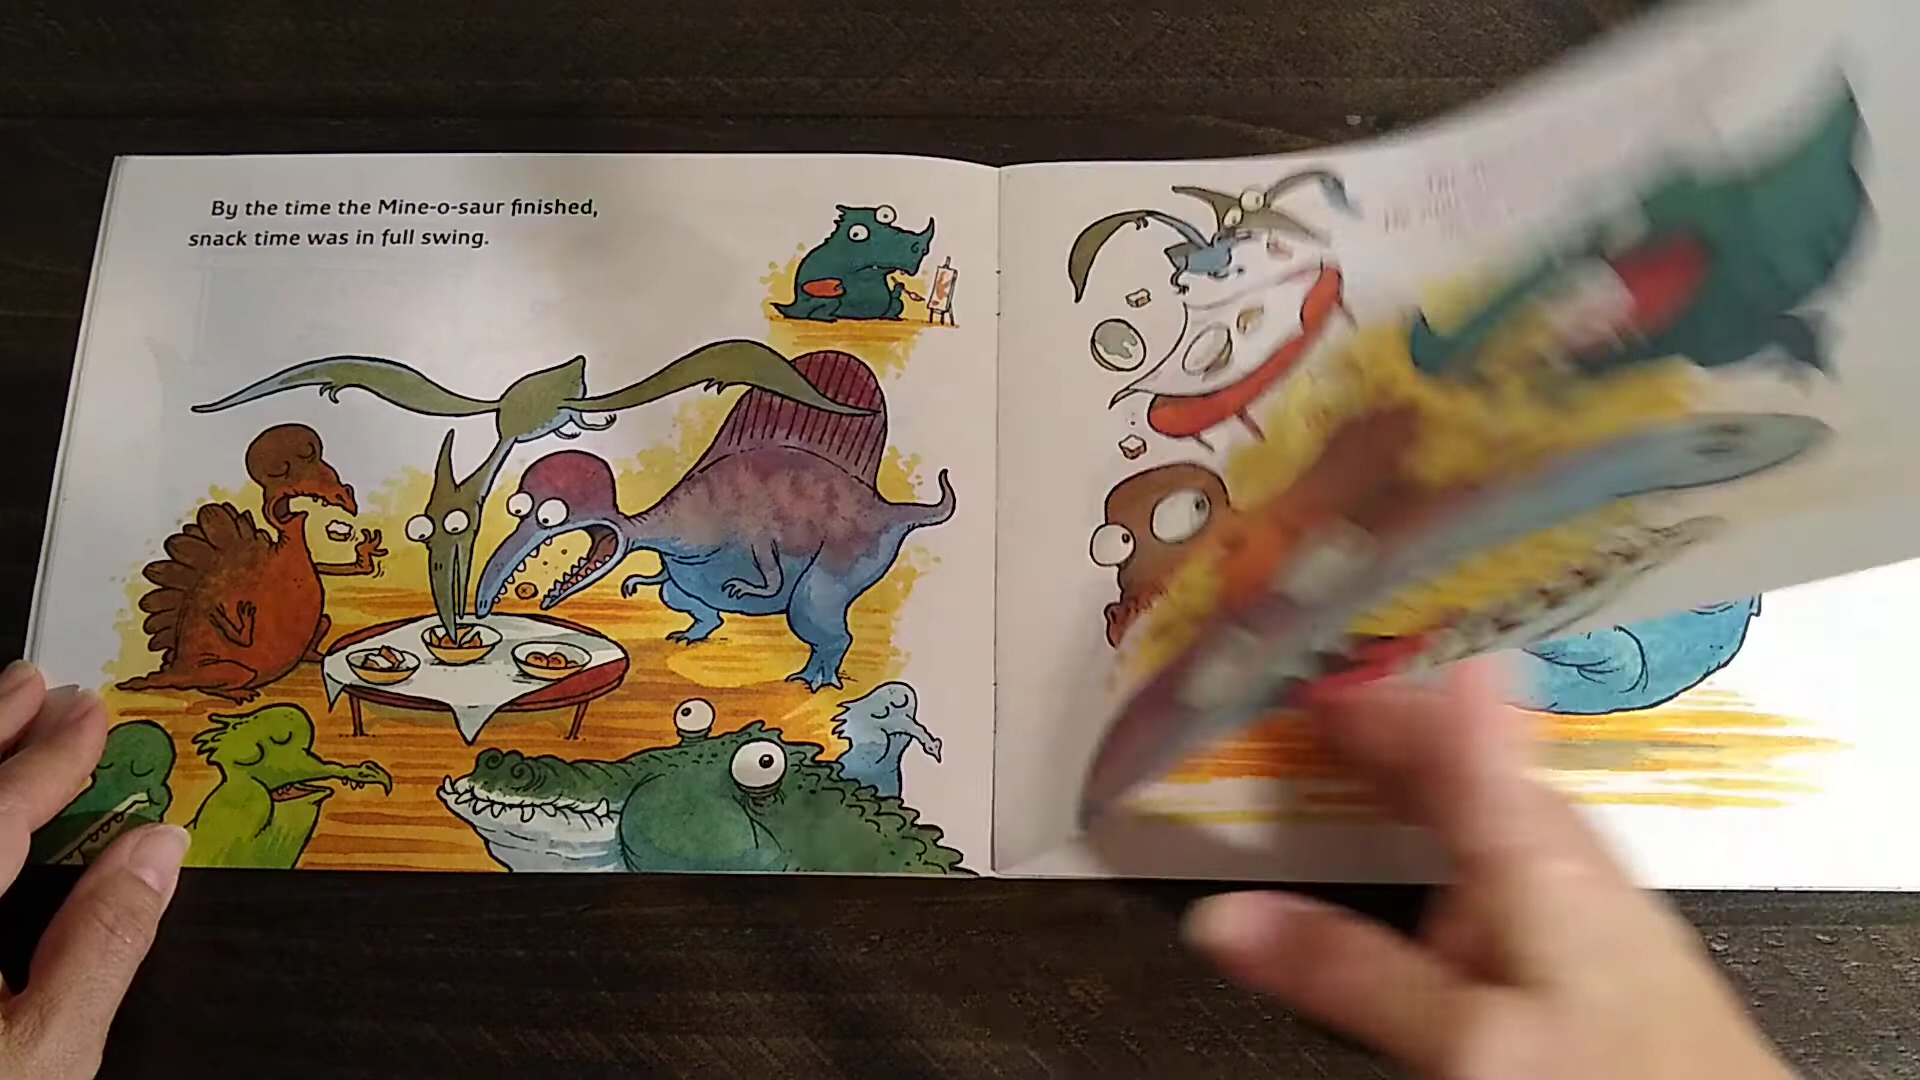 By the time the Mine-o-saur finished,
snack time was in full swing.